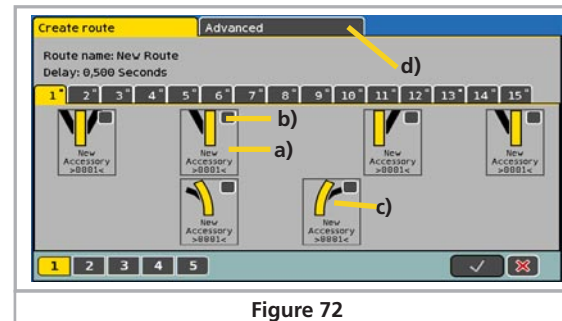 Create route Advanced
Route name: New Route
Delay: 0,500 Seconds
d)
1 2 3 4 5 6 7 8 9 10 11 12 13 14 15
b)
a)
New Accessory >0001<
New Accessory >0001<
New Accessory >0001<
New Accessory >0001<
c)
New Accessory >0001<
New Accessory >0001<
1 2 3 4 5
Figure 72